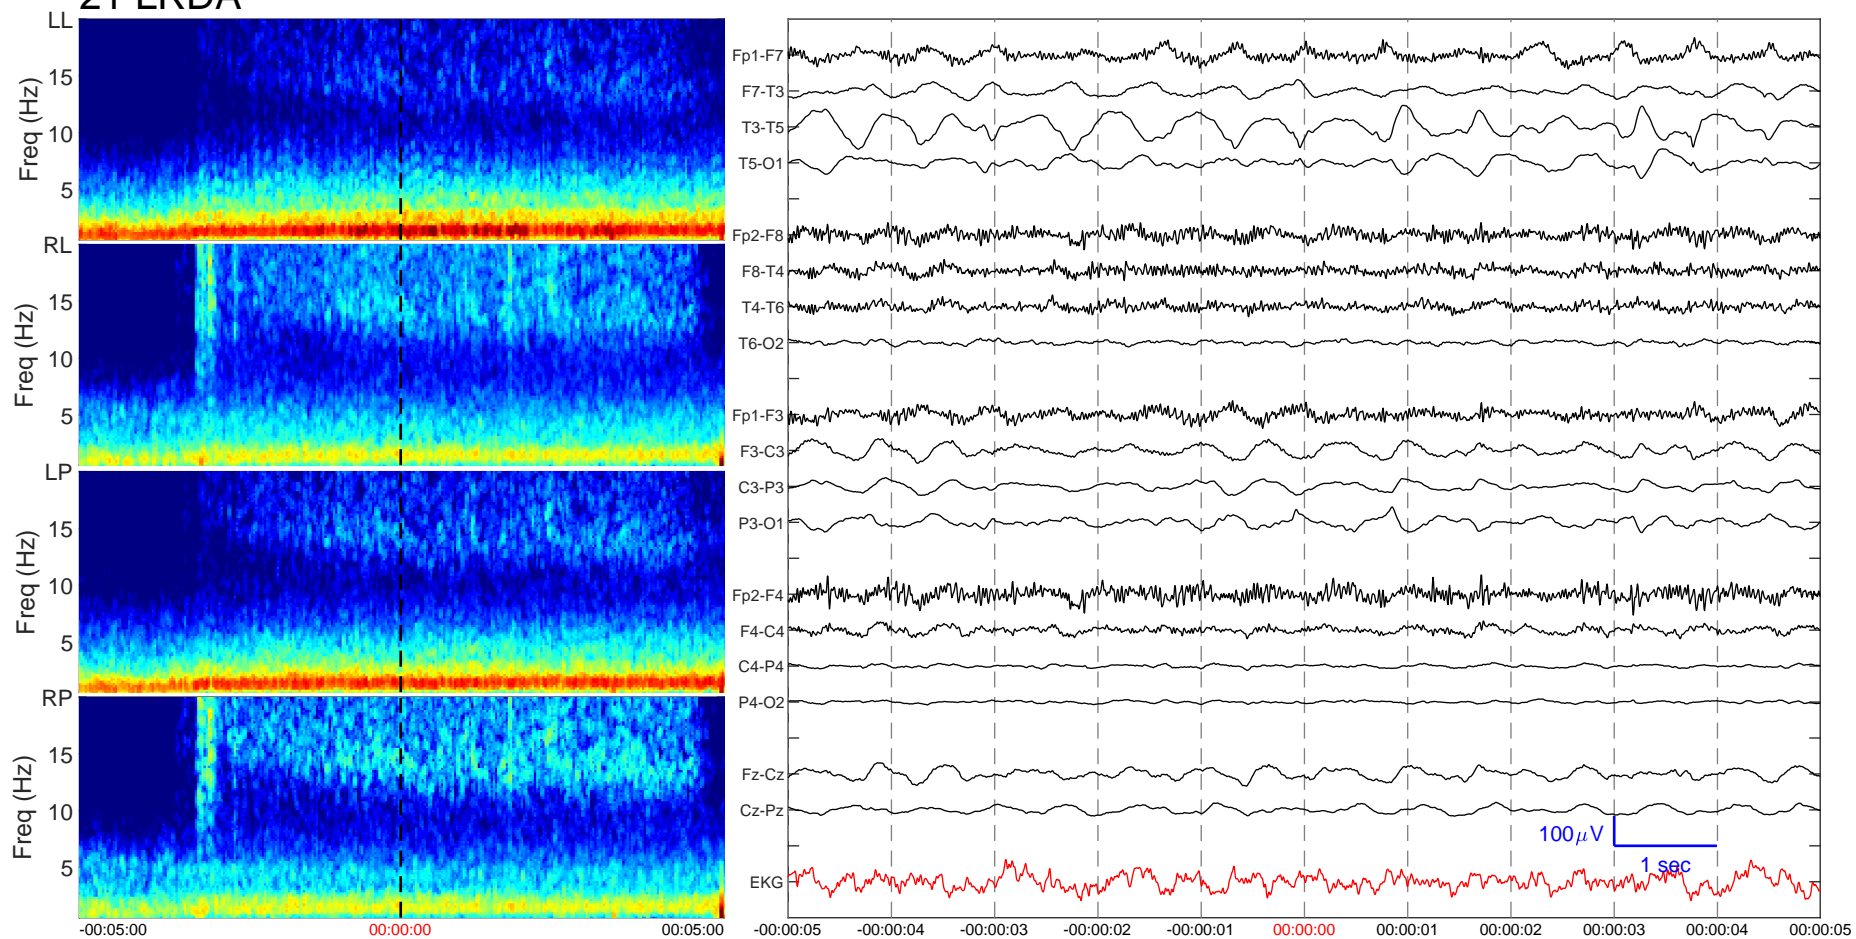 LL
15
10
5
Freq (Hz)
RL
15
10
5
Freq (Hz)
LP
15
10
5
Freq (Hz)
RP
15
10
5
Freq (Hz)
-00:05:00
00:00:00
00:05:00
Fp1-F7
F7-T3
T3-T5
T5-O1
Fp2-F8
F8-T4
T4-T6
T6-O2
Fp1-F3
F3-C3
C3-P3
P3-O1
Fp2-F4
F4-C4
C4-P4
P4-O2
Fz-Cz
Cz-Pz
EKG
100μV
1 sec
-00:00:05
-00:00:04
-00:00:03
-00:00:02
-00:00:01
00:00:00
00:00:01
00:00:02
00:00:03
00:00:04
00:00:05